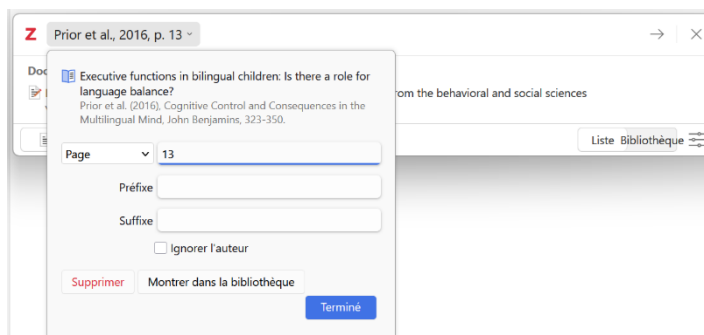 Z Prior et al., 2016, p. 13
Doc
Executive functions in bilingual children: Is there a role for
language balance?
Prior et al. (2016), Cognitive Control and Consequences in the
Multilingual Mind, John Benjamins, 323-350.
rom the behavioral and social sciences
Liste Bibliothèque
Page 13
Préfixe
Suffixe
Ignorer l'auteur
Supprimer Montrer dans la bibliothèque
Terminé